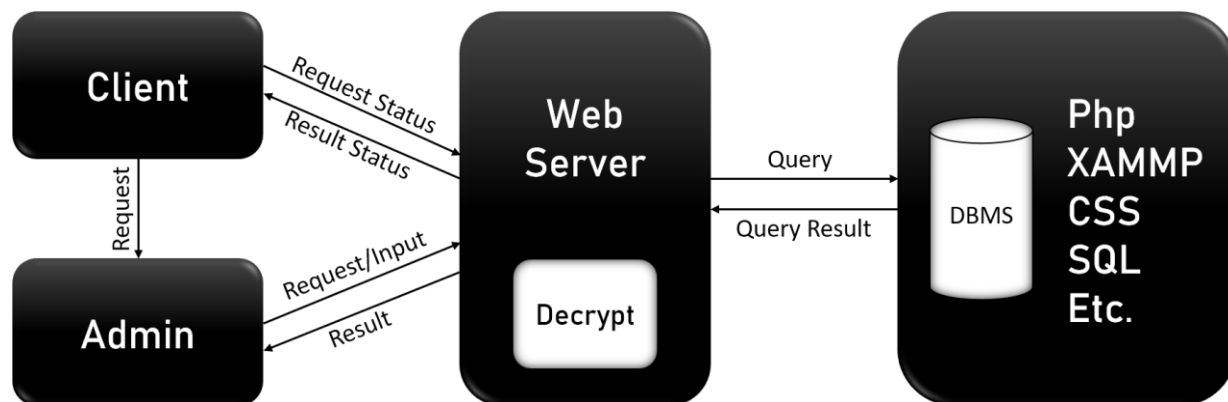 Client
Request Status
Result Status
Request
Admin
Request/Input
Result
Web
Server
Decrypt
Query
Query Result
DBMS
Php
XAMMP
CSS
SQL
Etc.